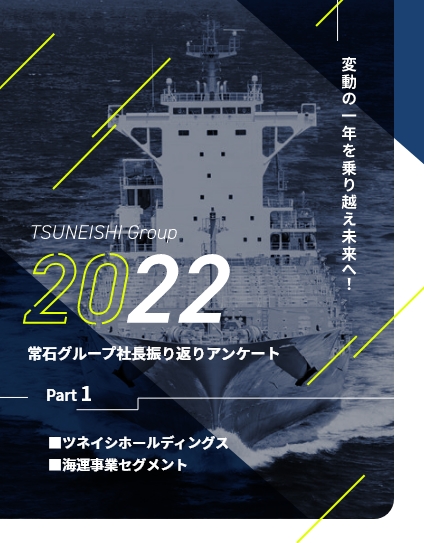 変動の一年を乗り越え未来へ！
TSUNEISHI Group
2022
常石グループ社長振り返りアンケート
Part 1
■ツネイシホールディングス
■海運事業セグメント